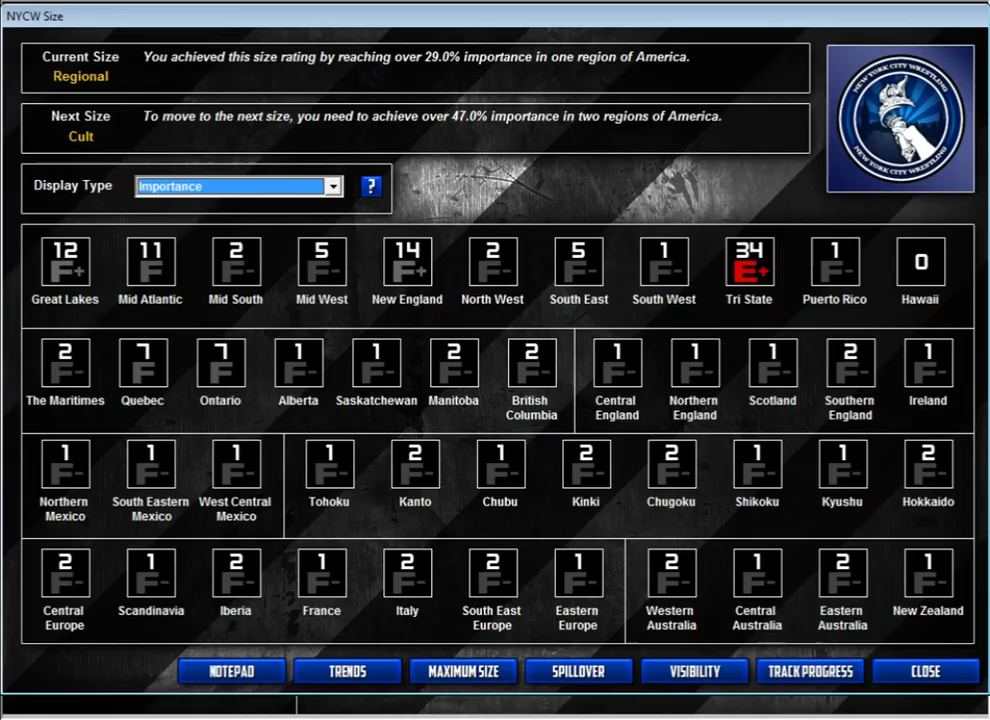 NYCW Size
Current Size
You achieved this size rating by reaching over 29.0% importance in one region of America.
Regional
Next Size
To move to the next size, you need to achieve over 47.0% importance in two regions of America.
Cult
NEW YORK CITY WRESTLING
NEW YORK CITY WRESTLING
Display Type
Importance
?
12 11 2 5 14 2 5 1 34 1 0
F+ F F- F- F+ F- F- F- E+ F-
Great Lakes Mid Atlantic Mid South Mid West New England North West South East South West Tri State Puerto Rico Hawaii
2 7 7 1 1 2 2 1 1 1 2 1
F- F F F- F- F- F- F- F- F- F- F-
The Maritimes Quebec Ontario Alberta Saskatchewan Manitoba British Columbia Central England Northern England Scotland Southern England Ireland
1 1 1 1 2 1 2 2 1 1 2
F- F- F- F- F- F- F- F- F- F- F-
Northern Mexico South Eastern Mexico West Central Mexico Tohoku Kanto Chubu Kinki Chugoku Shikoku Kyushu Hokkaido
2 1 2 1 2 2 1 2 1 2 1
F- F- F- F- F- F- F- F- F- F- F-
Central Europe Scandinavia Iberia France Italy South East Europe Eastern Europe Western Australia Central Australia Eastern Australia New Zealand
NOTEPAD TRENDS MAXIMUM SIZE SPILLOVER VISIBILITY TRACK PROGRESS CLOSE